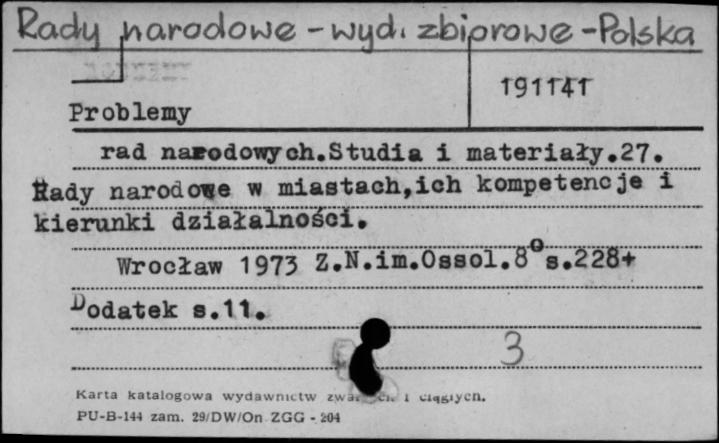 Rady narodowe - wyd. zbiorowe - Polska
191141
Problemy
rad narodowych.Studia i materiały.27.
Rady narodowe w miastach,ich kompetencje i
kierunki działalności.
Wrocław 1973 Z.N.im.Ossol.8° s.228+
Dodatek s.11.
3
Karta katalogowa wydawnictw i ciągłych.
PU-B-144 zam. 29/DW/On ZGG - 204